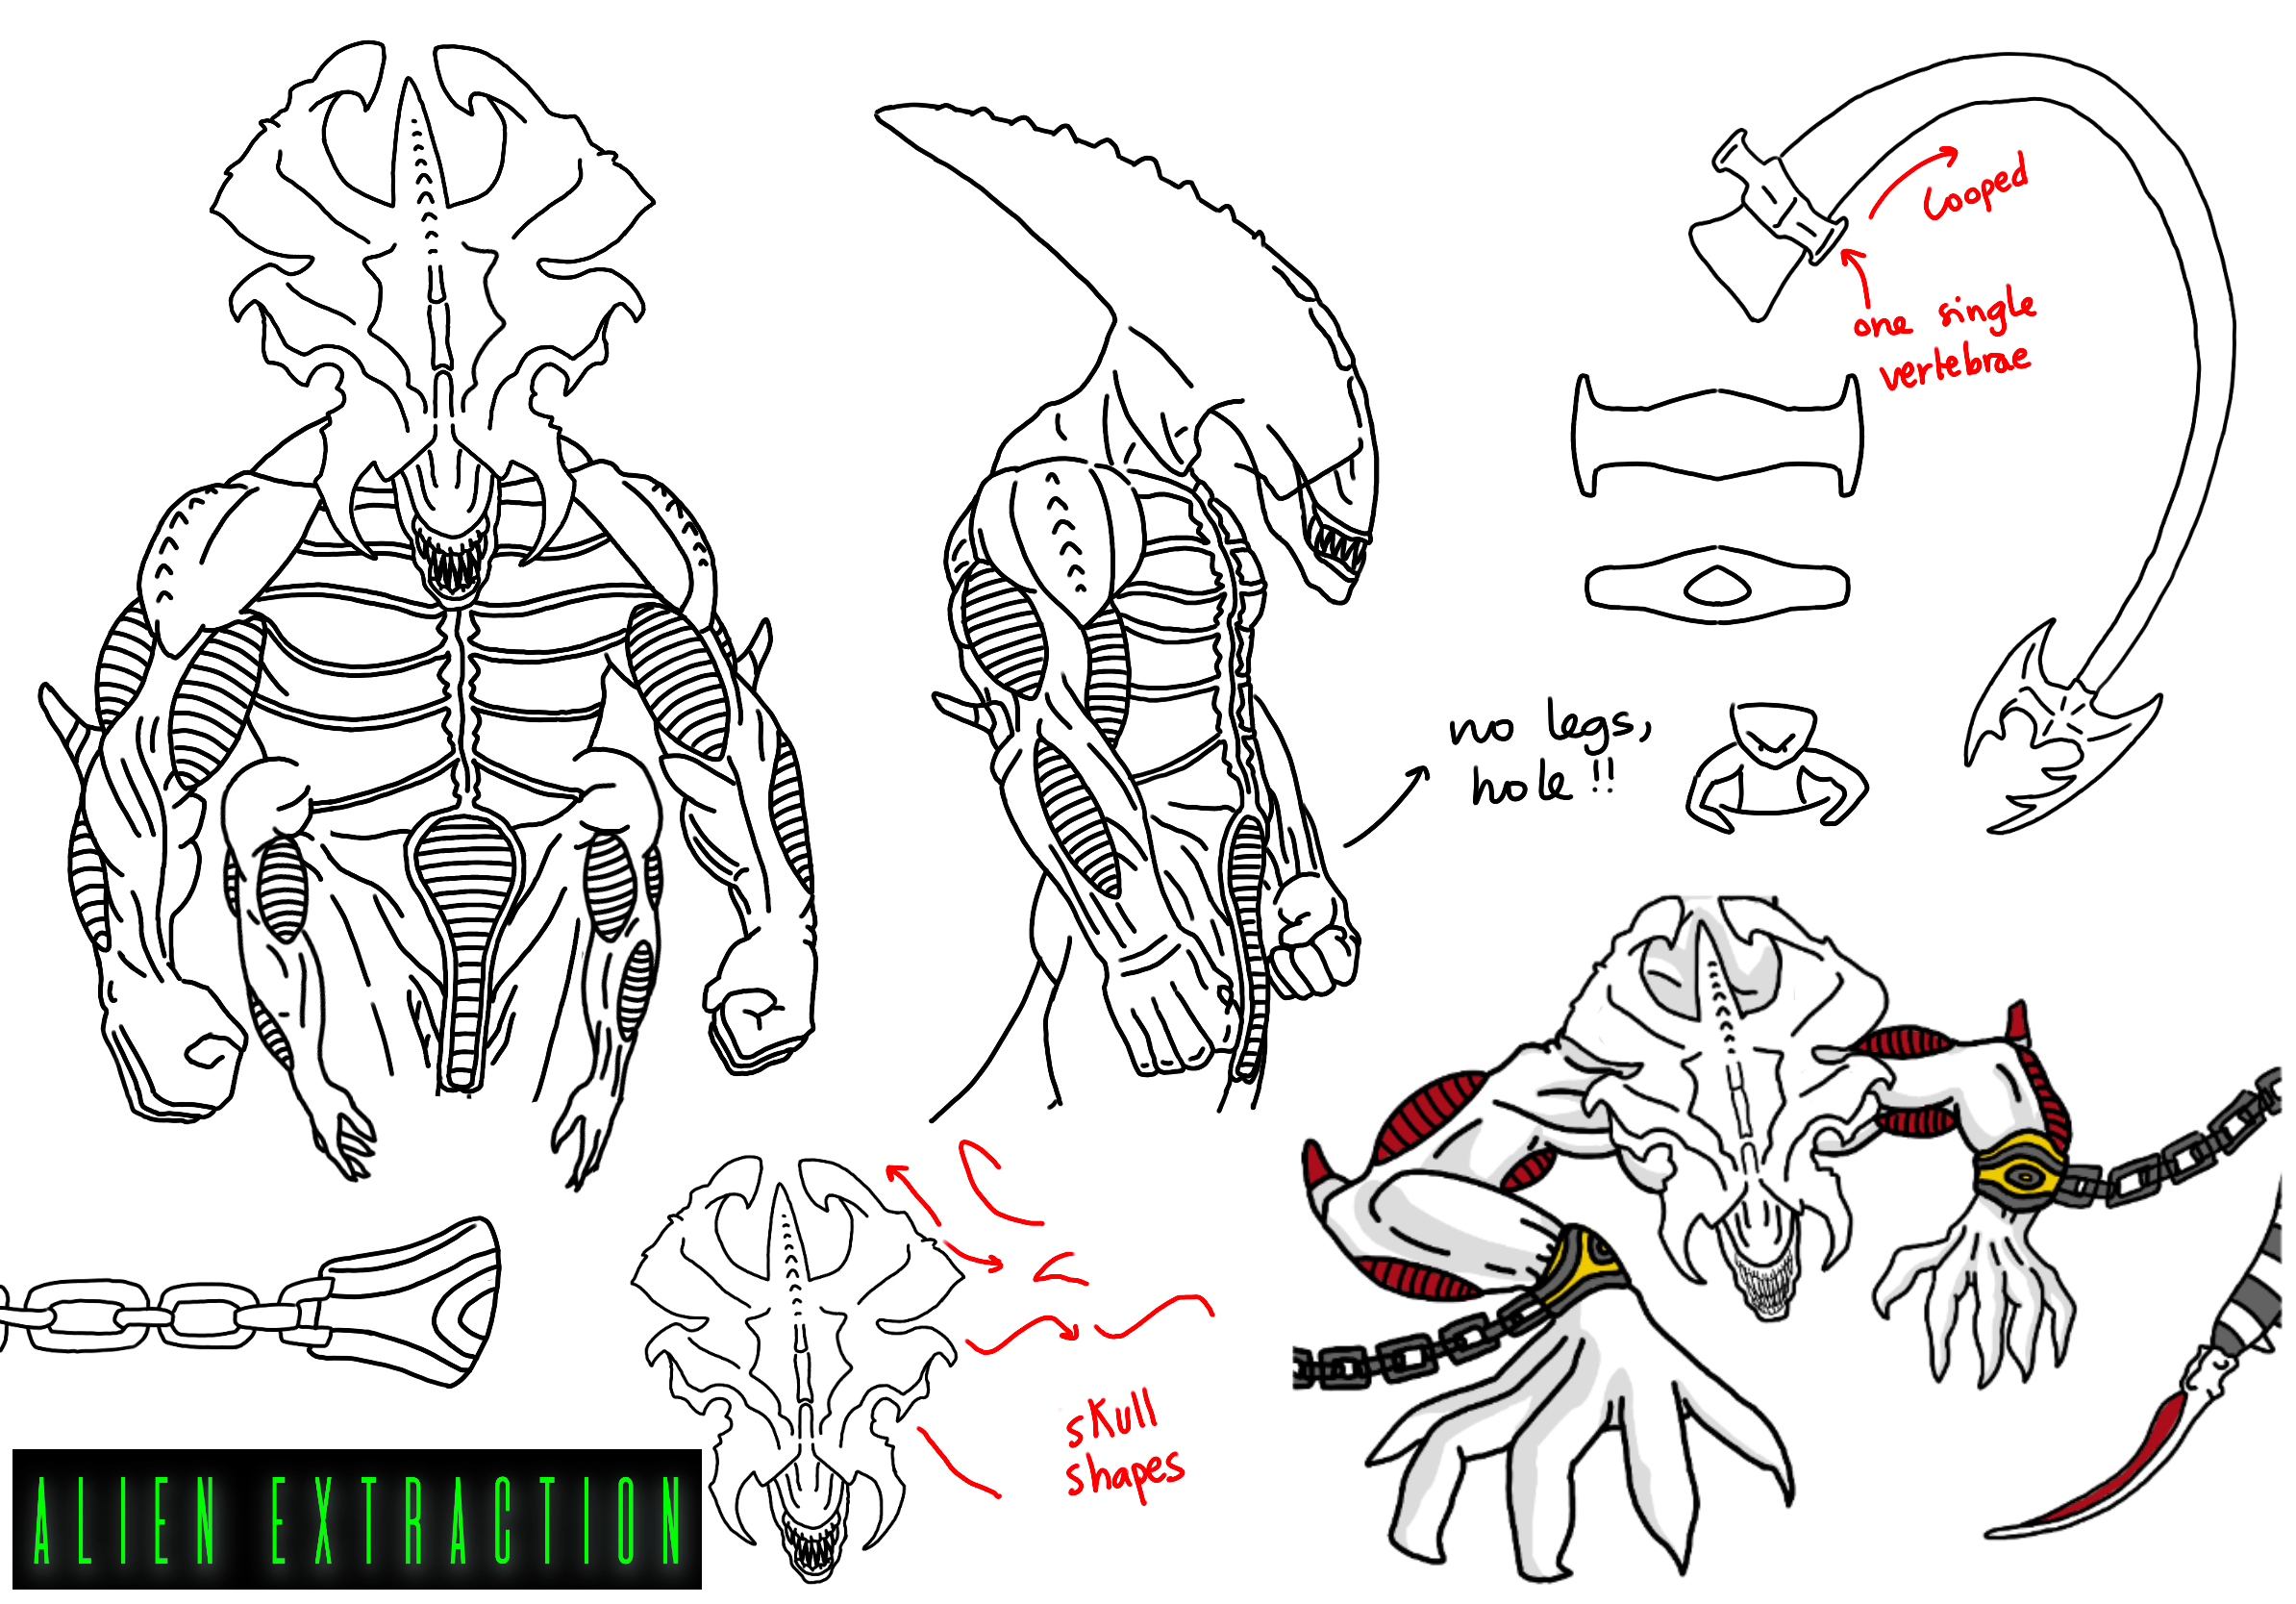 looped
one single
vertebrae
no legs,
hole !!
skull
shapes
ALIEN EXTRACTION